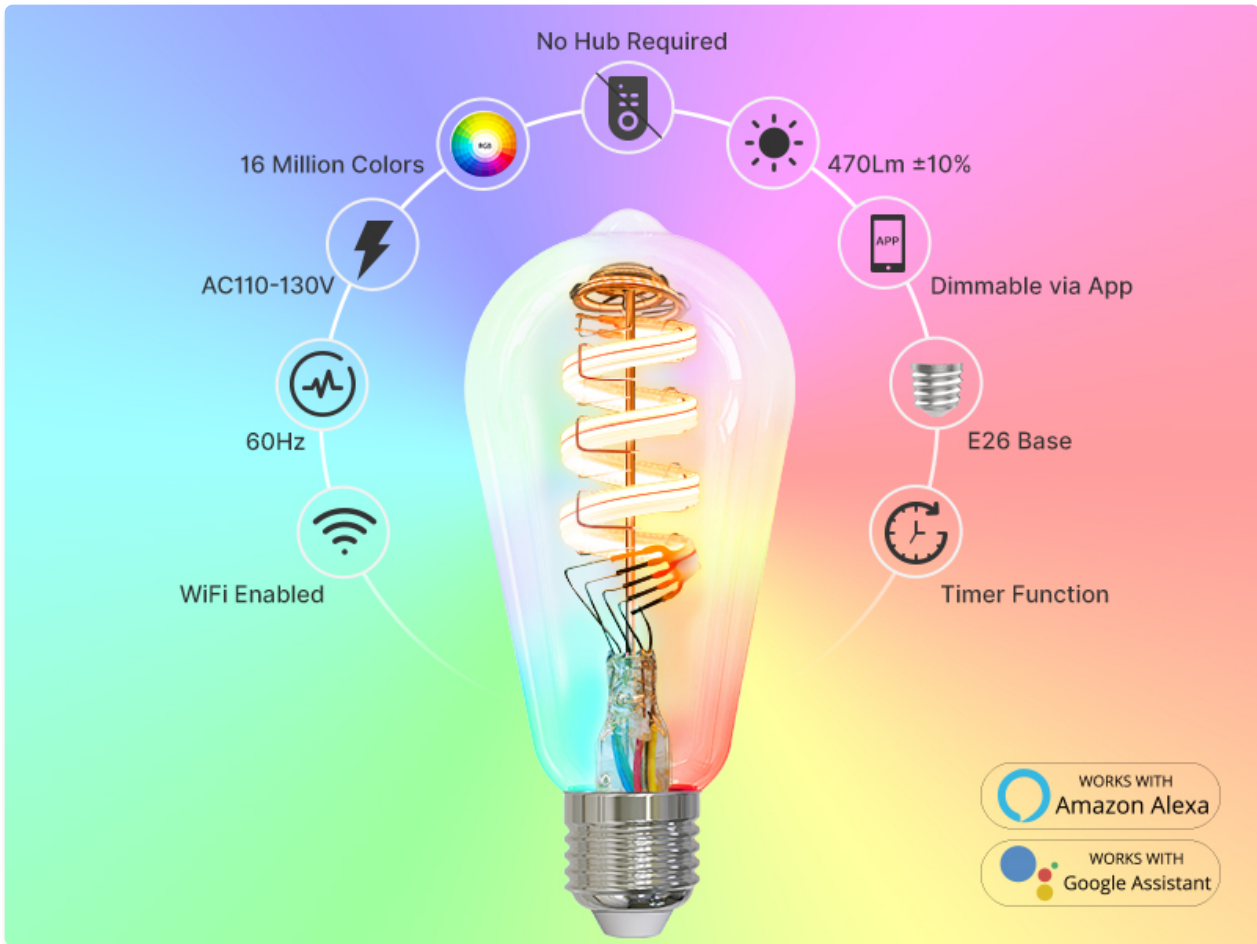 No Hub Required
RGB
16 Million Colors
470Lm ±10%
APP
AC110-130V
Dimmable via App
60Hz
E26 Base
WiFi Enabled
Timer Function
WORKS WITH
Amazon Alexa
WORKS WITH
Google Assistant